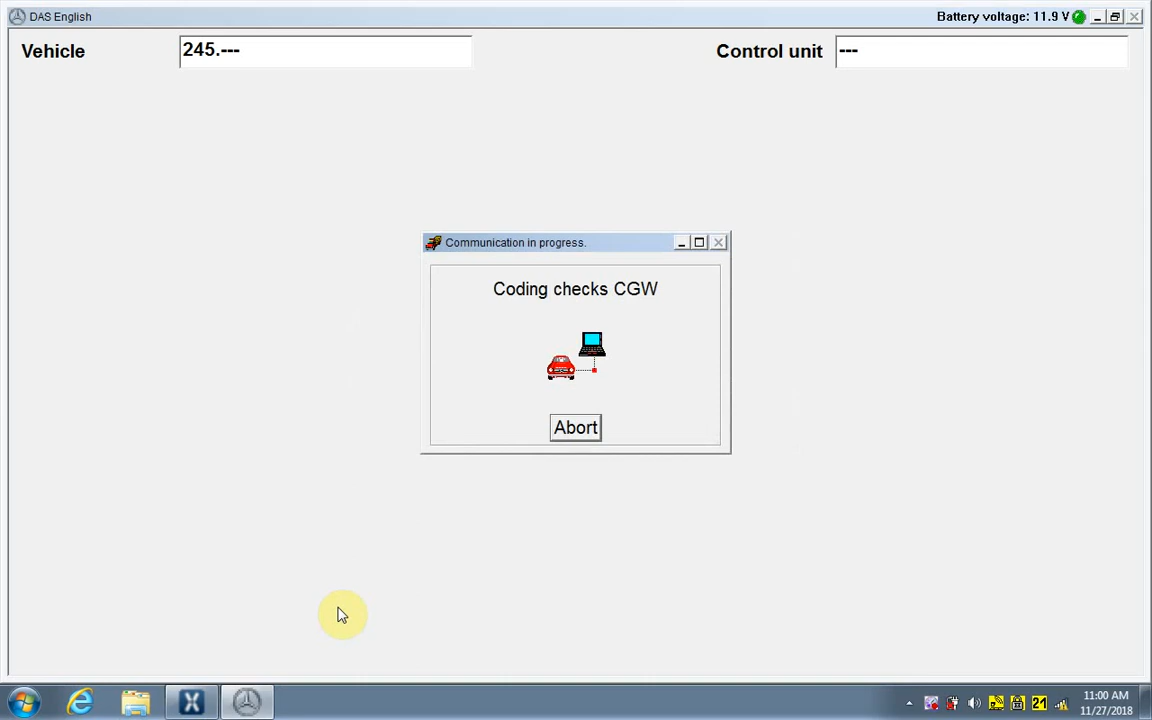 DAS English
Battery voltage: 11.9 V
Vehicle
245.---
Control unit
---
Communication in progress.
Coding checks CGW
Abort
21
11:00 AM
11/27/2018